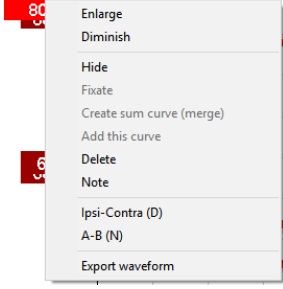 80
Enlarge
Diminish
Hide
Fixate
Create sum curve (merge)
Add this curve
Delete
6
Note
Ipsi-Contra (D)
A-B (N)
Export waveform